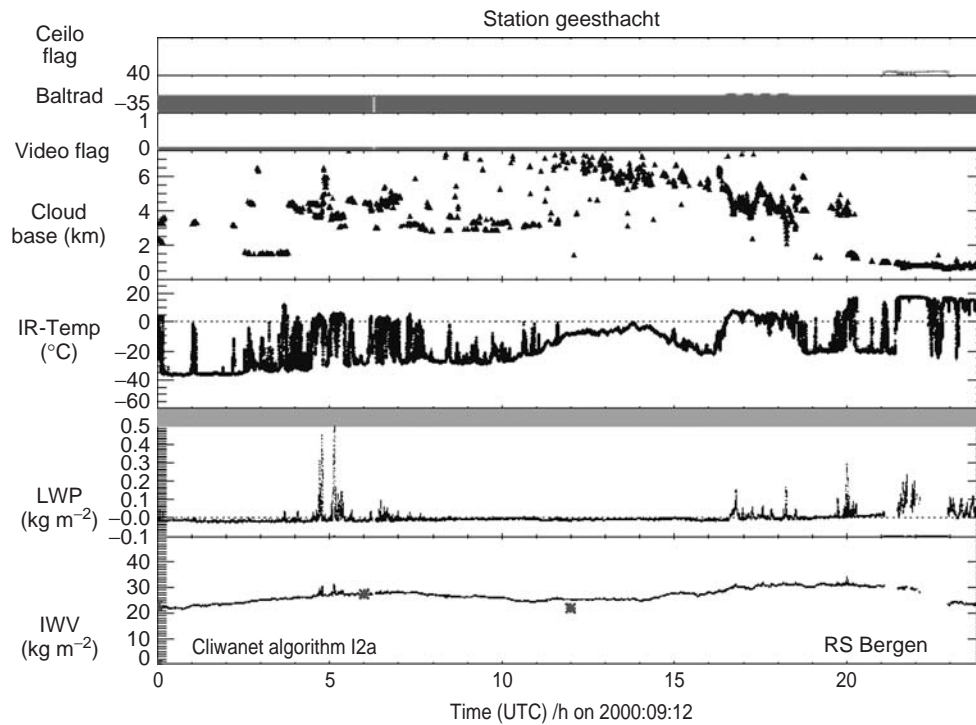 Station geesthacht
Ceilo
flag
40
Baltrad
−35
1
Video flag
0
6
4
2
0
Cloud
base (km)
20
0
−20
−40
−60
IR-Temp
(°C)
0.5
0.4
0.3
0.2
0.1
−0.0
−0.1
LWP
(kg m−2)
40
30
20
10
0
IWV
(kg m−2)
Cliwanet algorithm I2a
RS Bergen
0 5 10 15 20
Time (UTC) /h on 2000:09:12